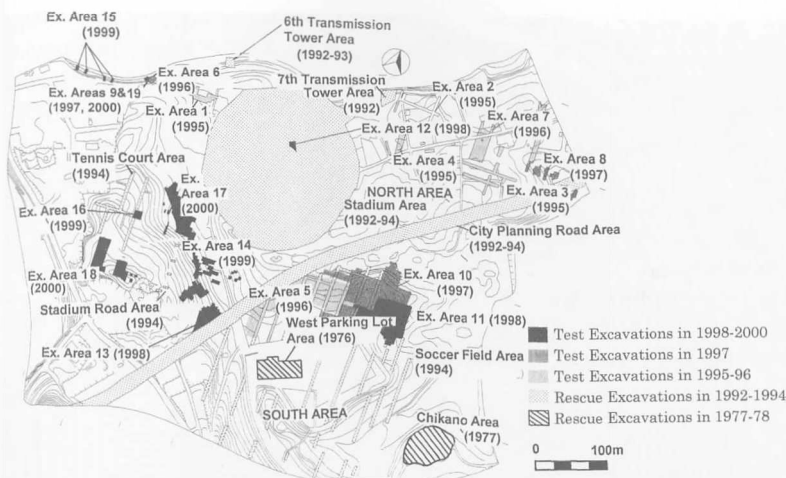 Ex. Area 15
(1999)
6th Transmission
Tower Area
(1992-93)
Ex. Area 6
(1996)
7th Transmission
Tower Area
(1992)
Ex. Area 2
(1995)
Ex. Areas 9&19
(1997, 2000)
Ex. Area 1
(1995)
Ex. Area 12 (1998)
Ex. Area 7
(1996)
Tennis Court Area
(1994)
Ex. Area 17
(2000)
Ex. Area 4
(1995)
Ex. Area 8
(1997)
NORTH AREA
Stadium Area
(1992-94)
Ex. Area 3
(1995)
Ex. Area 16
(1999)
City Planning Road Area
(1992-94)
Ex. Area 14
(1999)
Ex. Area 18
(2000)
Ex. Area 10
(1997)
Stadium Road Area
(1994)
Ex. Area 5
(1996)
West Parking Lot
Area
(1976)
Ex. Area 11 (1998)
Ex. Area 13 (1998)
Soccer Field Area
(1994)
SOUTH AREA
Chikano Area
(1977)
Test Excavations in 1998-2000
Test Excavations in 1997
Test Excavations in 1995-96
Rescue Excavations in 1992-1994
Rescue Excavations in 1977-78
0 100m